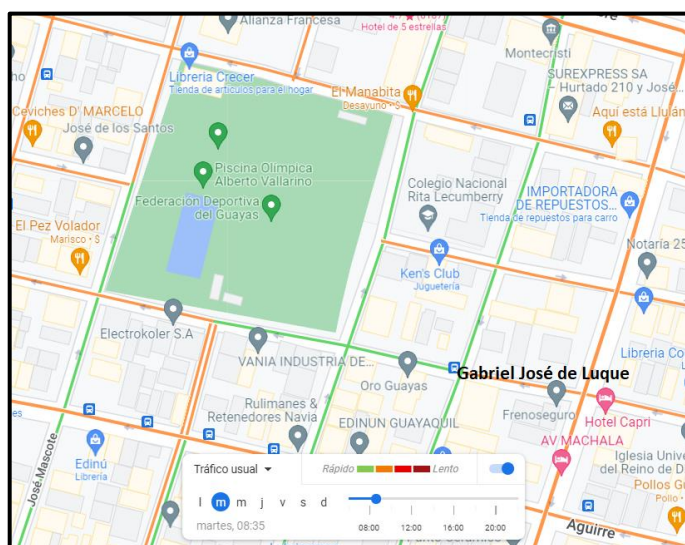 Alianza Francesa
Hotel de 5 estrellas
Montecristi
Librería Crecer
Tienda de artículos para el hogar
El Manabita
Desayuno • $
SUREXPRESS SA
– Hurtado 210 y José...
Ceviches D' MARCELO
José de los Santos
Aquí está Llulán
Piscina Olimpica
Alberto Vallarino
Federación Deportiva
del Guayas
Colegio Nacional
Rita Lecumberry
IMPORTADORA
DE REPUESTOS...
Tienda de repuestos para carro
El Pez Volador
Marisco • $
Ken's Club
Juguetería
Notaría 25
Electrokoler S.A
VANIA INDUSTRIA DE...
Libreria Co
Gabriel José de Luque
Oro Guayas
Frenoseguro
Hotel Capri
Rulimanes &
Retenedores Navia
EDINUN GUAYAQUIL
AV MACHALA
Iglesia Unive
del Reino de D
Edinú
Librería
José Mascote
Pollos G
Pollo •
Aguirre
Tráfico usual
Rápido
Lento
l m m j v s d
martes, 08:35
08:00 12:00 16:00 20:00